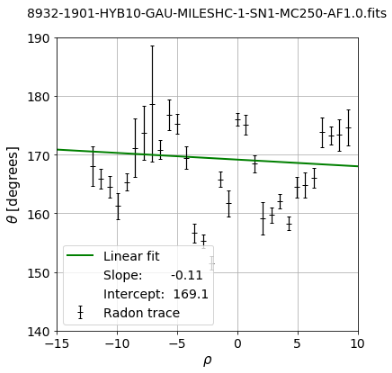 8932-1901-HYB10-GAU-MILESHC-1-SN1-MC250-AF1.0.fits
190
180
170
160
150
140
θ [degrees]
Linear fit
Slope: -0.11
Intercept: 169.1
Radon trace
−15 −10 −5 0 5 10
ρ